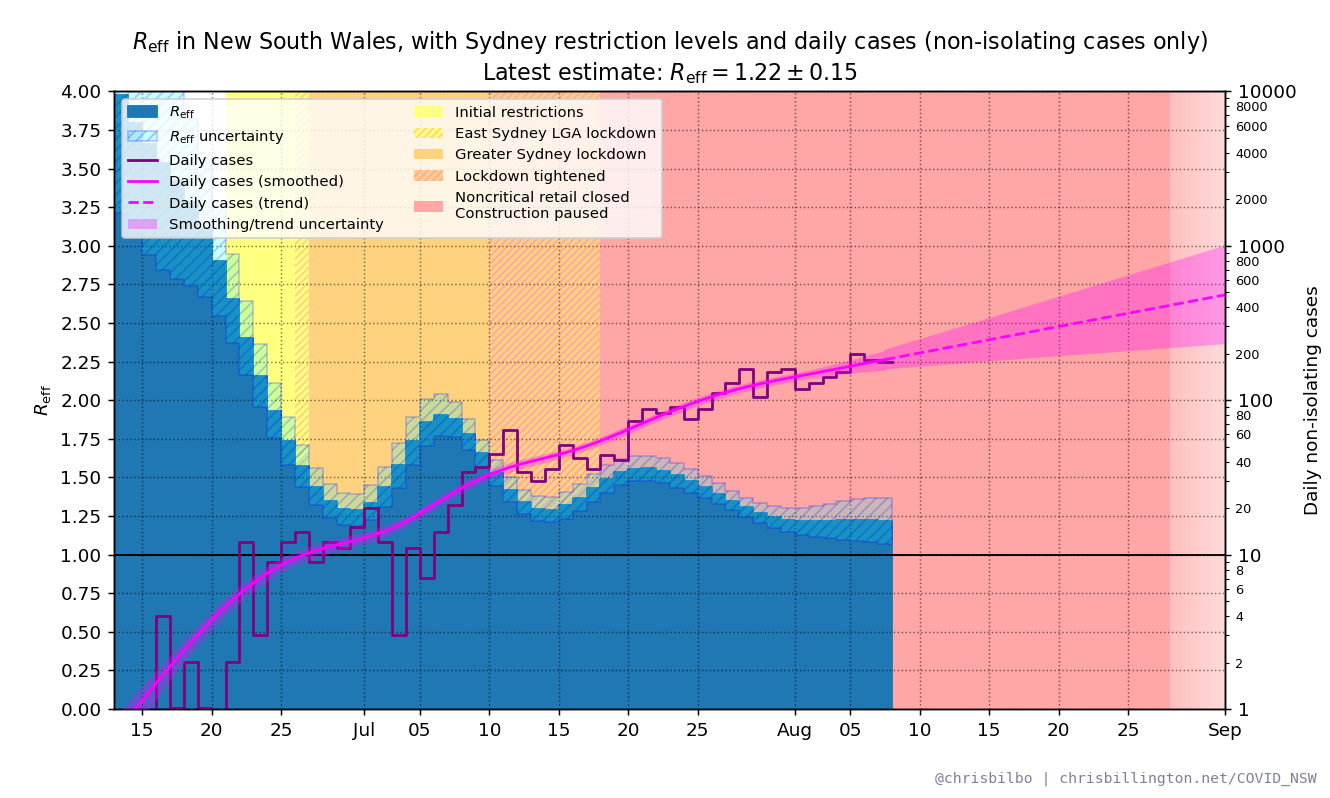 R_eff in New South Wales, with Sydney restriction levels and daily cases (non-isolating cases only)
Latest estimate: R_eff = 1.22 ± 0.15
R_eff
R_eff uncertainty
Daily cases
Daily cases (smoothed)
Daily cases (trend)
Smoothing/trend uncertainty
Initial restrictions
East Sydney LGA lockdown
Greater Sydney lockdown
Lockdown tightened
Noncritical retail closed
Construction paused
R_eff
4.00
3.75
3.50
3.25
3.00
2.75
2.50
2.25
2.00
1.75
1.50
1.25
1.00
0.75
0.50
0.25
0.00
15
20
25
Jul
05
10
15
20
25
Aug
05
10
15
20
25
Sep
10000
8000
6000
4000
2000
1000
800
600
400
200
100
80
60
40
20
10
8
6
4
2
1
Daily non-isolating cases
@chrisbilbo | chrisbillington.net/COVID_NSW